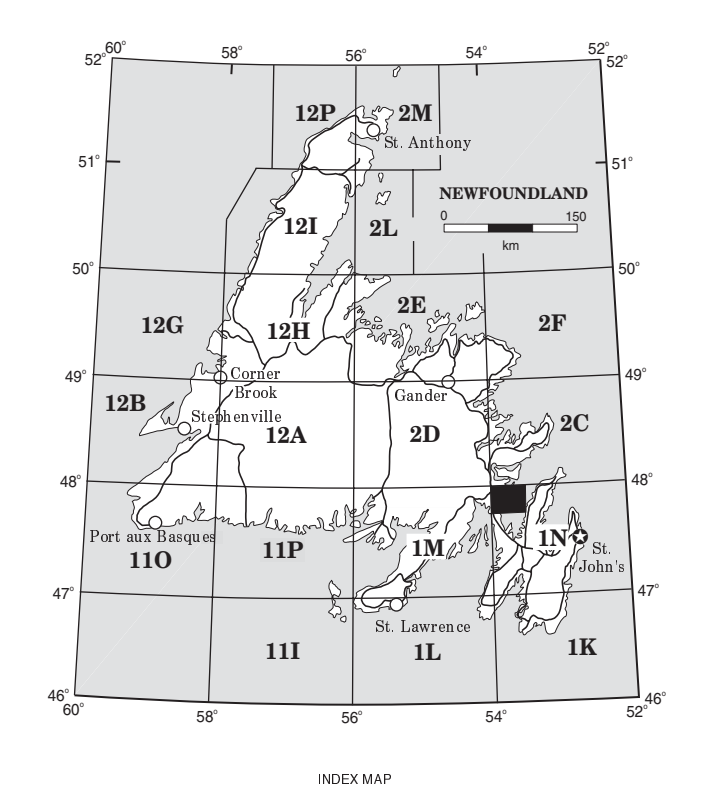 60° 58° 56° 54° 52°
52° 52°
12P 2M
St. Anthony
51° 51°
NEWFOUNDLAND
0 150
km
12I 2L
50° 50°
12G 12H 2E 2F
49° Corner 49°
Brook Gander
12B Stephenville 2C
12A 2D
48° 48°
Port aux Basques
11O 11P 1M 1N St.
John's
47° 47°
St. Lawrence
11I 1L 1K
46° 46°
60° 58° 56° 54° 52°
INDEX MAP